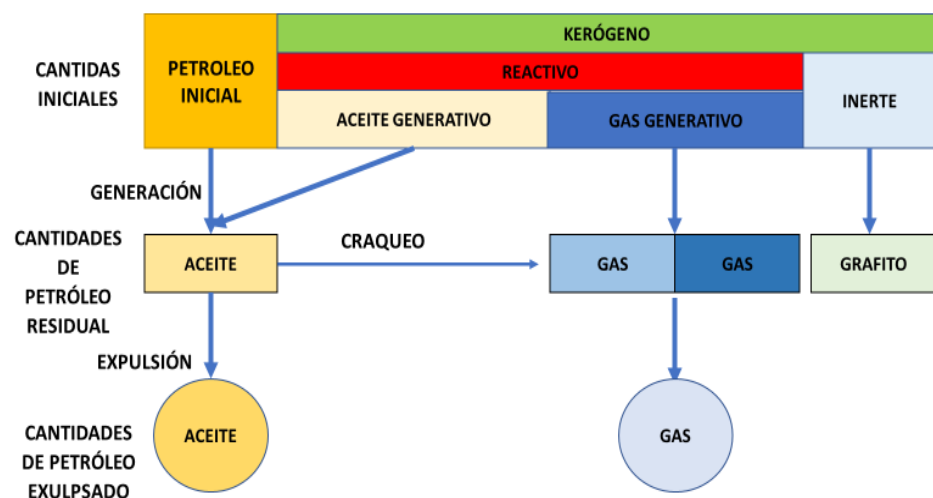 KERÓGENO
CANTIDAS
INICIALES
PETROLEO
INICIAL
REACTIVO
INERTE
ACEITE GENERATIVO
GAS GENERATIVO
GENERACIÓN
CANTIDADES
DE
PETRÓLEO
RESIDUAL
ACEITE
CRAQUEO
GAS
GAS
GRAFITO
EXPULSIÓN
CANTIDADES
DE PETRÓLEO
EXULPSADO
ACEITE
GAS